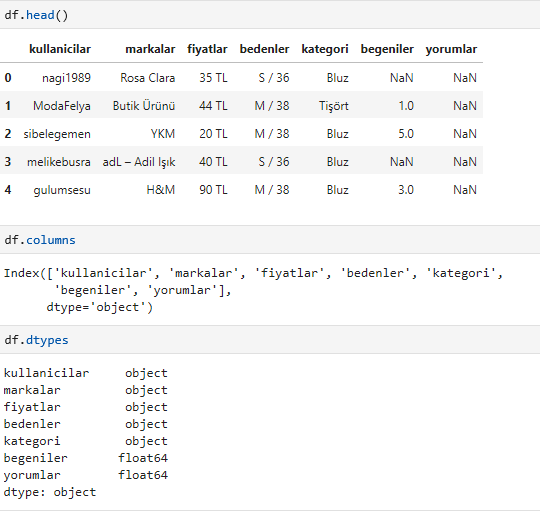 df.head()
kullanicilar markalar fiyatlar bedenler kategori begeniler yorumlar
0 nagi1989 Rosa Clara 35 TL S / 36 Bluz NaN NaN
1 ModaFelya Butik Ürünü 44 TL M / 38 Tişört 1.0 NaN
2 sibelegemen YKM 20 TL M / 38 Bluz 5.0 NaN
3 melikebusra adL – Adil Işık 40 TL S / 36 Bluz NaN NaN
4 gulumsesu H&M 90 TL M / 38 Bluz 3.0 NaN
df.columns
Index(['kullanicilar', 'markalar', 'fiyatlar', 'bedenler', 'kategori',
'begeniler', 'yorumlar'],
dtype='object')
df.dtypes
kullanicilar object
markalar object
fiyatlar object
bedenler object
kategori object
begeniler float64
yorumlar float64
dtype: object